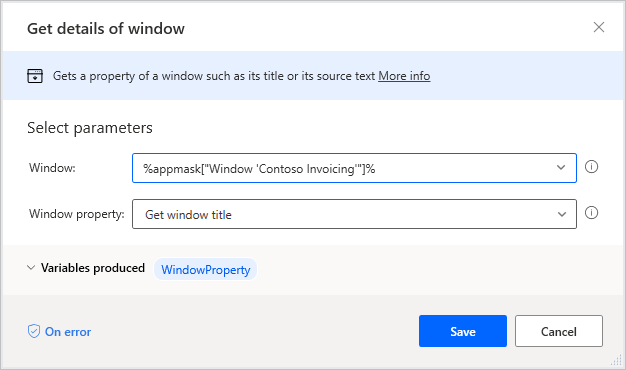 Get details of window
Gets a property of a window such as its title or its source text More info
Select parameters
Window: %appmask["Window 'Contoso Invoicing'"]%
Window property: Get window title
Variables produced WindowProperty
On error Save Cancel